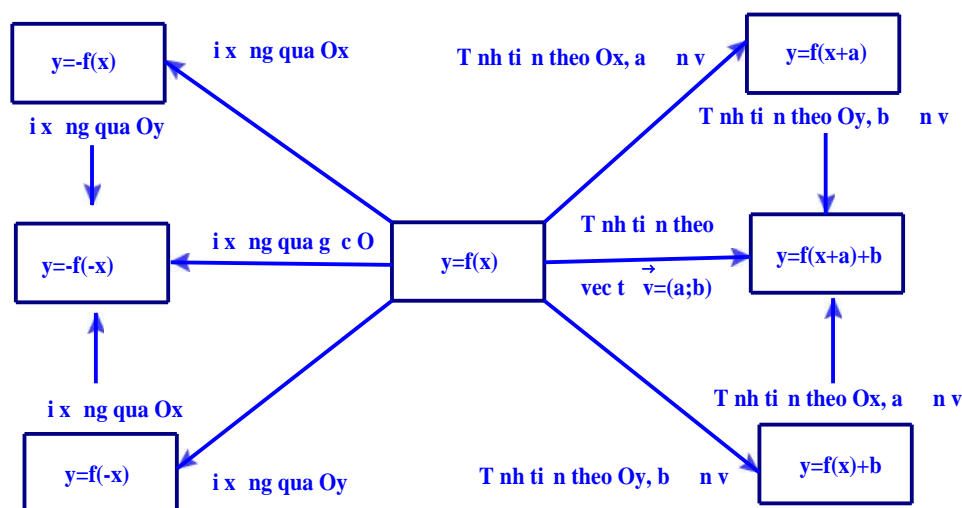 y=-f(x)
i x ng qua Ox
T nh ti n theo Ox, a n v
y=f(x+a)
i x ng qua Oy
T nh ti n theo Oy, b n v
y=-f(-x)
i x ng qua g c O
y=f(x)
T nh ti n theo
vec t v=(a;b)
y=f(x+a)+b
i x ng qua Ox
T nh ti n theo Ox, a n v
y=f(-x)
i x ng qua Oy
T nh ti n theo Oy, b n v
y=f(x)+b